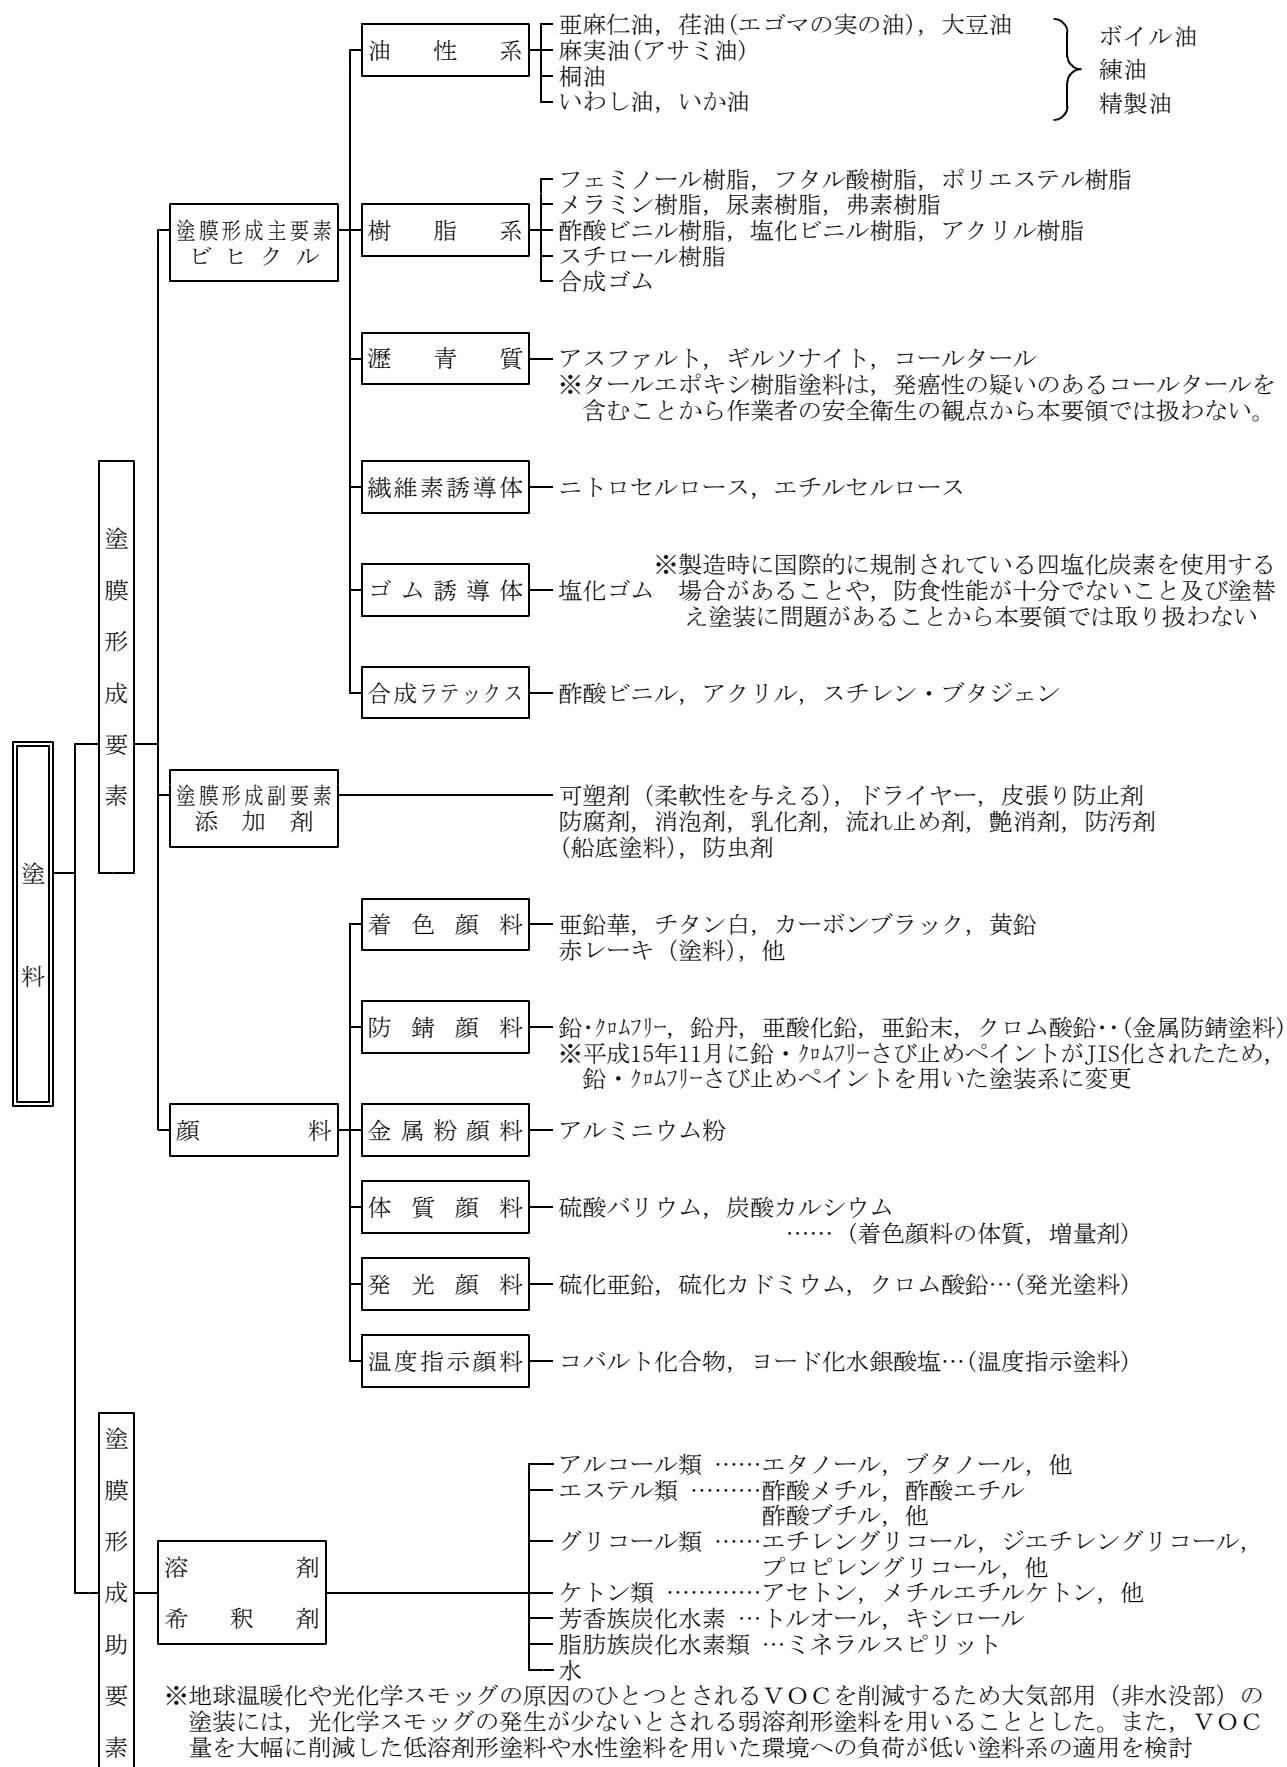 塗料
塗膜形成要素
塗膜形成主要素
ビヒクル
油性系
亜麻仁油，荏油(エゴマの実の油)，大豆油
麻実油(アサミ油)
桐油
いわし油，いか油
ボイル油
練油
精製油
樹脂系
フェミノール樹脂，フタル酸樹脂，ポリエステル樹脂
メラミン樹脂，尿素樹脂，弗素樹脂
酢酸ビニル樹脂，塩化ビニル樹脂，アクリル樹脂
スチロール樹脂
合成ゴム
瀝青質
アスファルト，ギルソナイト，コールタール
※タールエポキシ樹脂塗料は，発癌性の疑いのあるコールタールを
含むことから作業者の安全衛生の観点から本要領では扱わない。
繊維素誘導体
ニトロセルロース，エチルセルロース
ゴム誘導体
塩化ゴム
※製造時に国際的に規制されている四塩化炭素を使用する
場合があることや，防食性能が十分でないこと及び塗替
え塗装に問題があることから本要領では取り扱わない
合成ラテックス
酢酸ビニル，アクリル，スチレン・ブタジェン
塗膜形成副要素
添加剤
可塑剤（柔軟性を与える），ドライヤー，皮張り防止剤
防腐剤，消泡剤，乳化剤，流れ止め剤，艶消剤，防汚剤
(船底塗料)，防虫剤
顔料
着色顔料
亜鉛華，チタン白，カーボンブラック，黄鉛
赤レーキ（塗料），他
防錆顔料
鉛・ｸﾛﾑﾌﾘｰ，鉛丹，亜酸化鉛，亜鉛末，クロム酸鉛‥(金属防錆塗料)
※平成15年11月に鉛・ｸﾛﾑﾌﾘｰさび止めペイントがJIS化されたため，
鉛・ｸﾛﾑﾌﾘｰさび止めペイントを用いた塗装系に変更
金属粉顔料
アルミニウム粉
体質顔料
硫酸バリウム，炭酸カルシウム
……（着色顔料の体質，増量剤）
発光顔料
硫化亜鉛，硫化カドミウム，クロム酸鉛…(発光塗料)
温度指示顔料
コバルト化合物，ヨード化水銀酸塩…(温度指示塗料)
塗膜形成助要素
溶剤
希釈剤
アルコール類 ……エタノール，ブタノール，他
エステル類 ………酢酸メチル，酢酸エチル
酢酸ブチル，他
グリコール類 ……エチレングリコール，ジエチレングリコール，
プロピレングリコール，他
ケトン類 …………アセトン，メチルエチルケトン，他
芳香族炭化水素 …トルオール，キシロール
脂肪族炭化水素類 …ミネラルスピリット
水
※地球温暖化や光化学スモッグの原因のひとつとされるＶＯＣを削減するため大気部用（非水没部）の
塗装には，光化学スモッグの発生が少ないとされる弱溶剤形塗料を用いることとした。また，ＶＯＣ
量を大幅に削減した低溶剤形塗料や水性塗料を用いた環境への負荷が低い塗料系の適用を検討